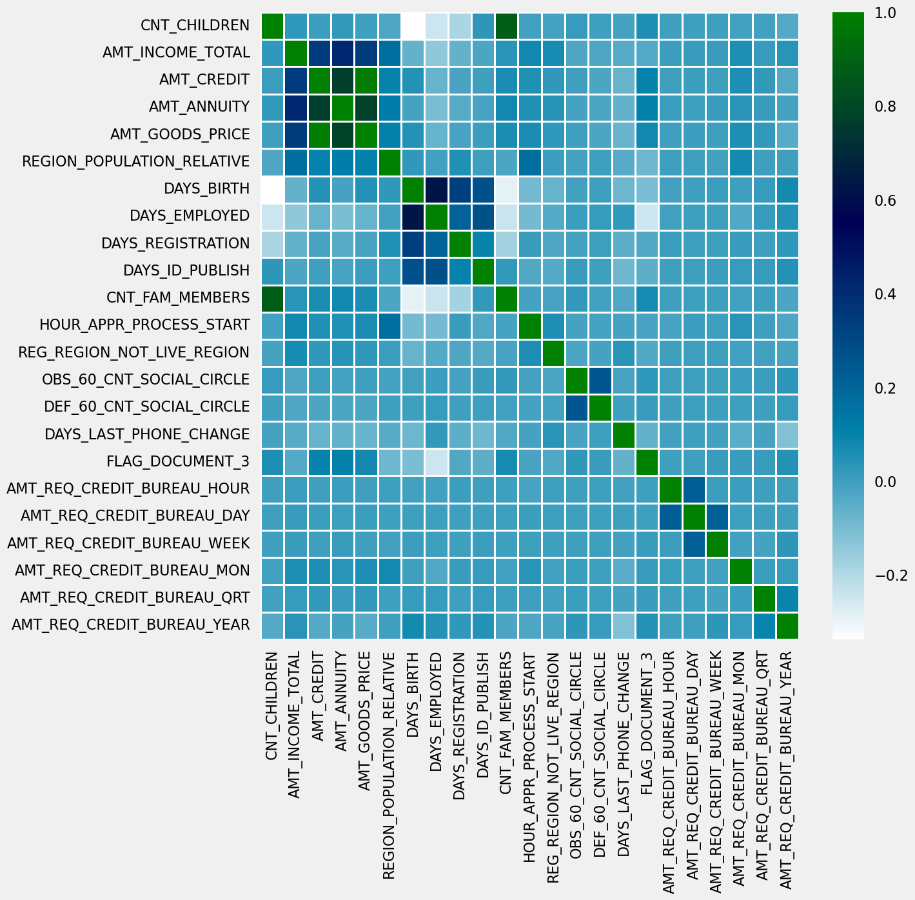 CNT_CHILDREN
AMT_INCOME_TOTAL
AMT_CREDIT
AMT_ANNUITY
AMT_GOODS_PRICE
REGION_POPULATION_RELATIVE
DAYS_BIRTH
DAYS_EMPLOYED
DAYS_REGISTRATION
DAYS_ID_PUBLISH
CNT_FAM_MEMBERS
HOUR_APPR_PROCESS_START
REG_REGION_NOT_LIVE_REGION
OBS_60_CNT_SOCIAL_CIRCLE
DEF_60_CNT_SOCIAL_CIRCLE
DAYS_LAST_PHONE_CHANGE
FLAG_DOCUMENT_3
AMT_REQ_CREDIT_BUREAU_HOUR
AMT_REQ_CREDIT_BUREAU_DAY
AMT_REQ_CREDIT_BUREAU_WEEK
AMT_REQ_CREDIT_BUREAU_MON
AMT_REQ_CREDIT_BUREAU_QRT
AMT_REQ_CREDIT_BUREAU_YEAR
CNT_CHILDREN
AMT_INCOME_TOTAL
AMT_CREDIT
AMT_ANNUITY
AMT_GOODS_PRICE
REGION_POPULATION_RELATIVE
DAYS_BIRTH
DAYS_EMPLOYED
DAYS_REGISTRATION
DAYS_ID_PUBLISH
CNT_FAM_MEMBERS
HOUR_APPR_PROCESS_START
REG_REGION_NOT_LIVE_REGION
OBS_60_CNT_SOCIAL_CIRCLE
DEF_60_CNT_SOCIAL_CIRCLE
DAYS_LAST_PHONE_CHANGE
FLAG_DOCUMENT_3
AMT_REQ_CREDIT_BUREAU_HOUR
AMT_REQ_CREDIT_BUREAU_DAY
AMT_REQ_CREDIT_BUREAU_WEEK
AMT_REQ_CREDIT_BUREAU_MON
AMT_REQ_CREDIT_BUREAU_QRT
AMT_REQ_CREDIT_BUREAU_YEAR
1.0
0.8
0.6
0.4
0.2
0.0
−0.2